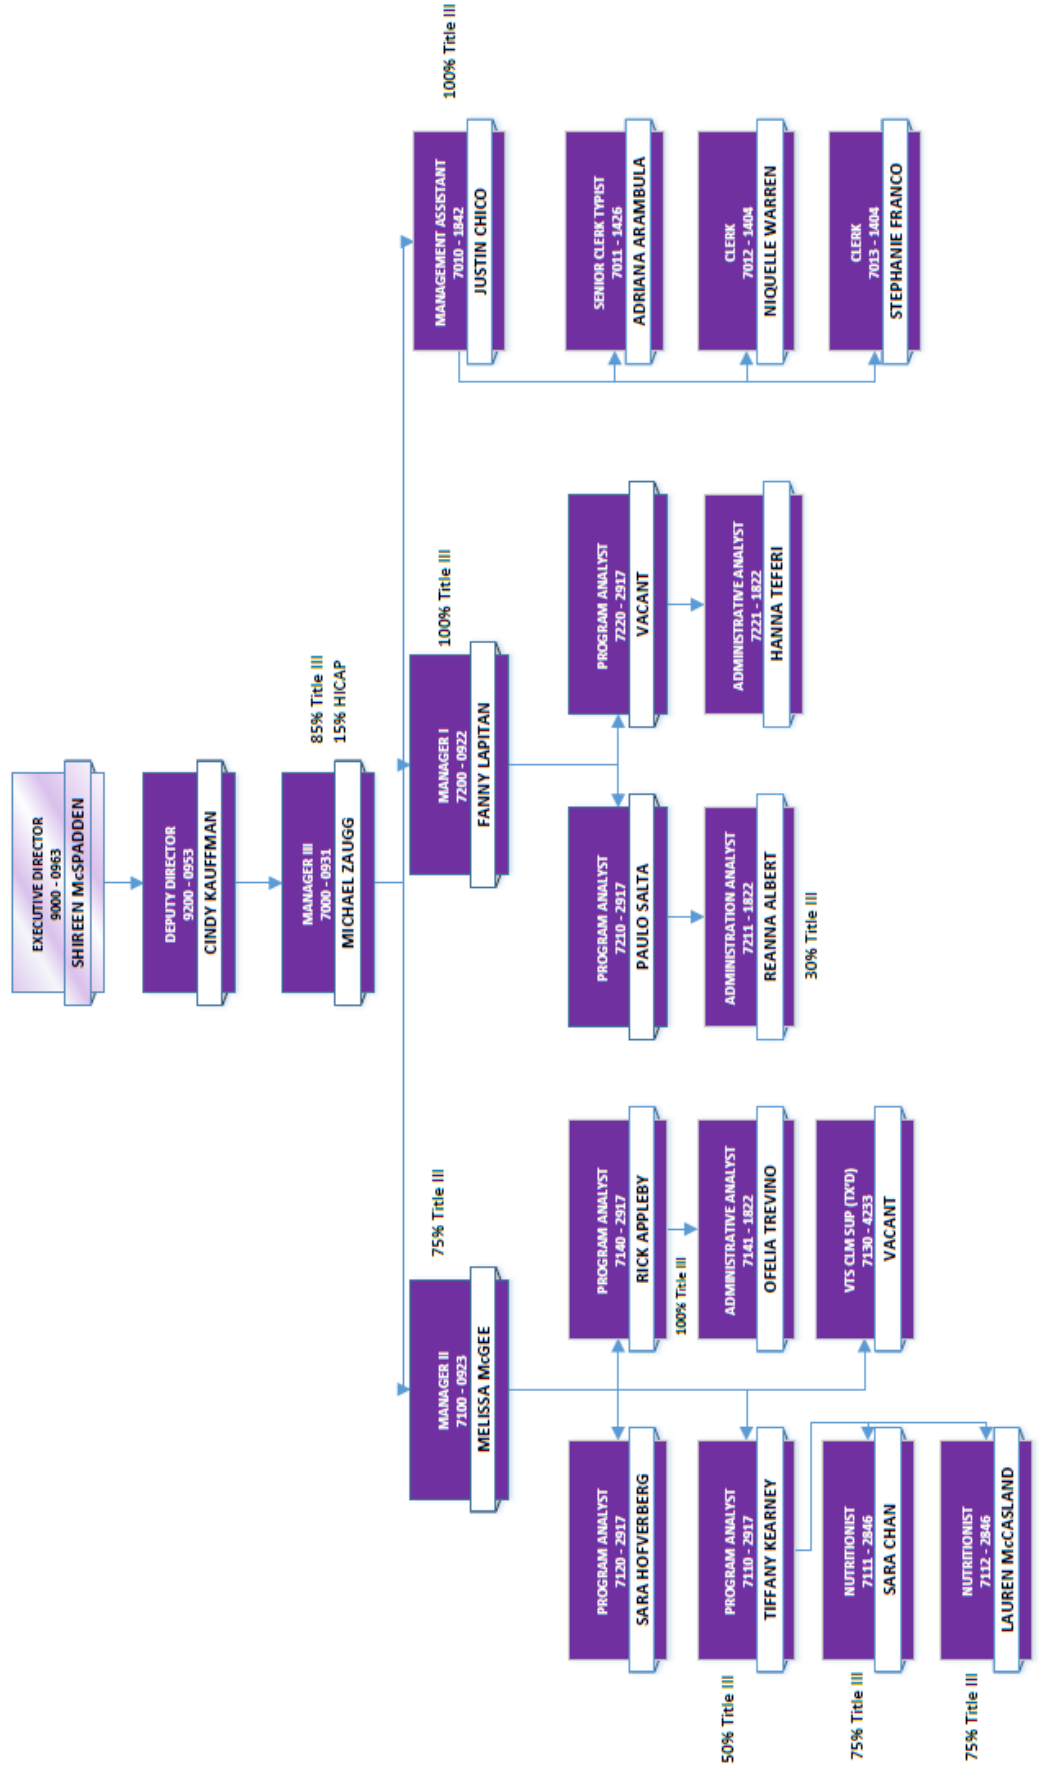 EXECUTIVE DIRECTOR
9000 - 0963
SHIREEN McSPADDEN
DEPUTY DIRECTOR
9200 - 0953
CINDY KAUFFMAN
85% Title III
15% HICAP
MANAGER III
7000 - 0931
MICHAEL ZAUGG
75% Title III
MANAGER II
7100 - 0923
MELISSA McGEE
100% Title III
MANAGER I
7200 - 0922
FANNY LAPITAN
100% Title III
MANAGEMENT ASSISTANT
7010 - 1842
JUSTIN CHICO
PROGRAM ANALYST
7120 - 2917
SARA HOFVERBERG
PROGRAM ANALYST
7140 - 2917
RICK APPLEBY
PROGRAM ANALYST
7210 - 2917
PAULO SALTA
PROGRAM ANALYST
7220 - 2917
VACANT
SENIOR CLERK TYPIST
7011 - 1426
ADRIANA ARAMBULA
100% Title III
50% Title III
PROGRAM ANALYST
7110 - 2917
TIFFANY KEARNEY
ADMINISTRATIVE ANALYST
7141 - 1822
OFELIA TREVINO
ADMINISTRATION ANALYST
7211 - 1822
REANNA ALBERT
30% Title III
ADMINISTRATIVE ANALYST
7221 - 1822
HANNA TEFERI
CLERK
7012 - 1404
NIQUELLE WARREN
75% Title III
NUTRITIONIST
7111 - 2846
SARA CHAN
VTS CLM SUP (TX'D)
7130 - 4233
VACANT
CLERK
7013 - 1404
STEPHANIE FRANCO
75% Title III
NUTRITIONIST
7112 - 2846
LAUREN McCASLAND